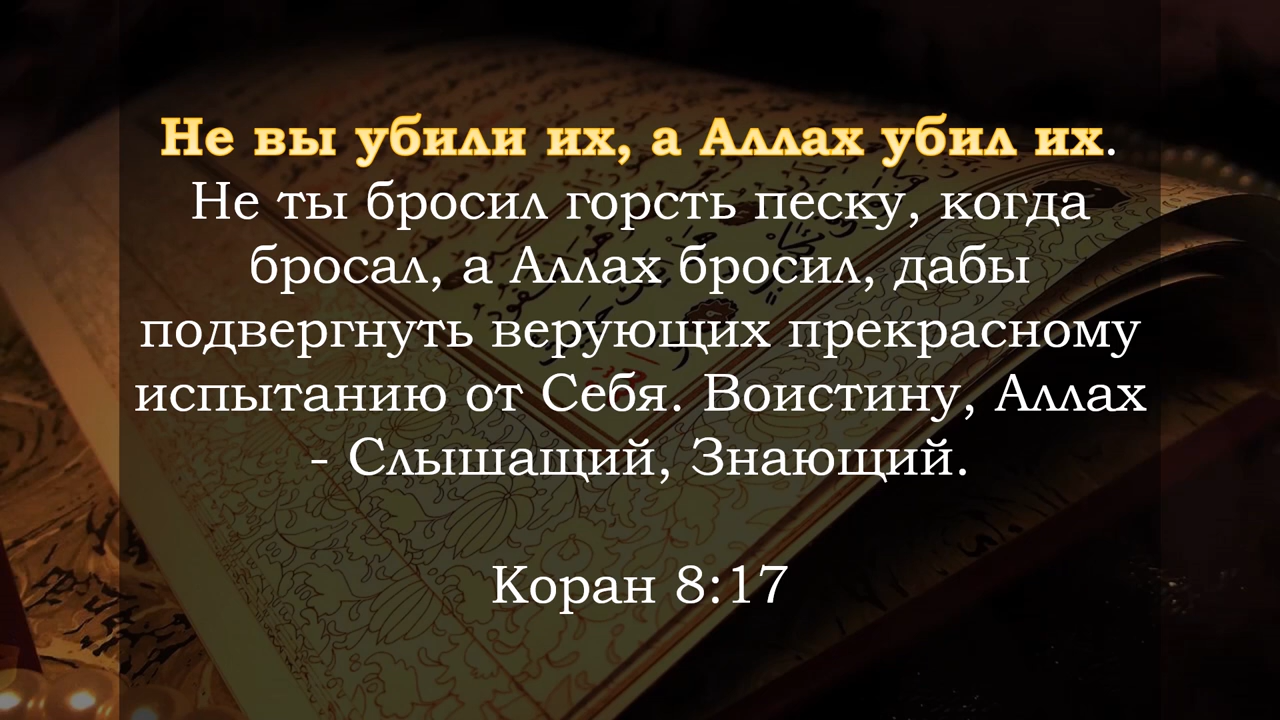 Не вы убили их, а Аллах убил их.
Не ты бросил горсть песку, когда
бросал, а Аллах бросил, дабы
подвергнуть верующих прекрасному
испытанию от Себя. Воистину, Аллах
- Слышащий, Знающий.
Коран 8:17